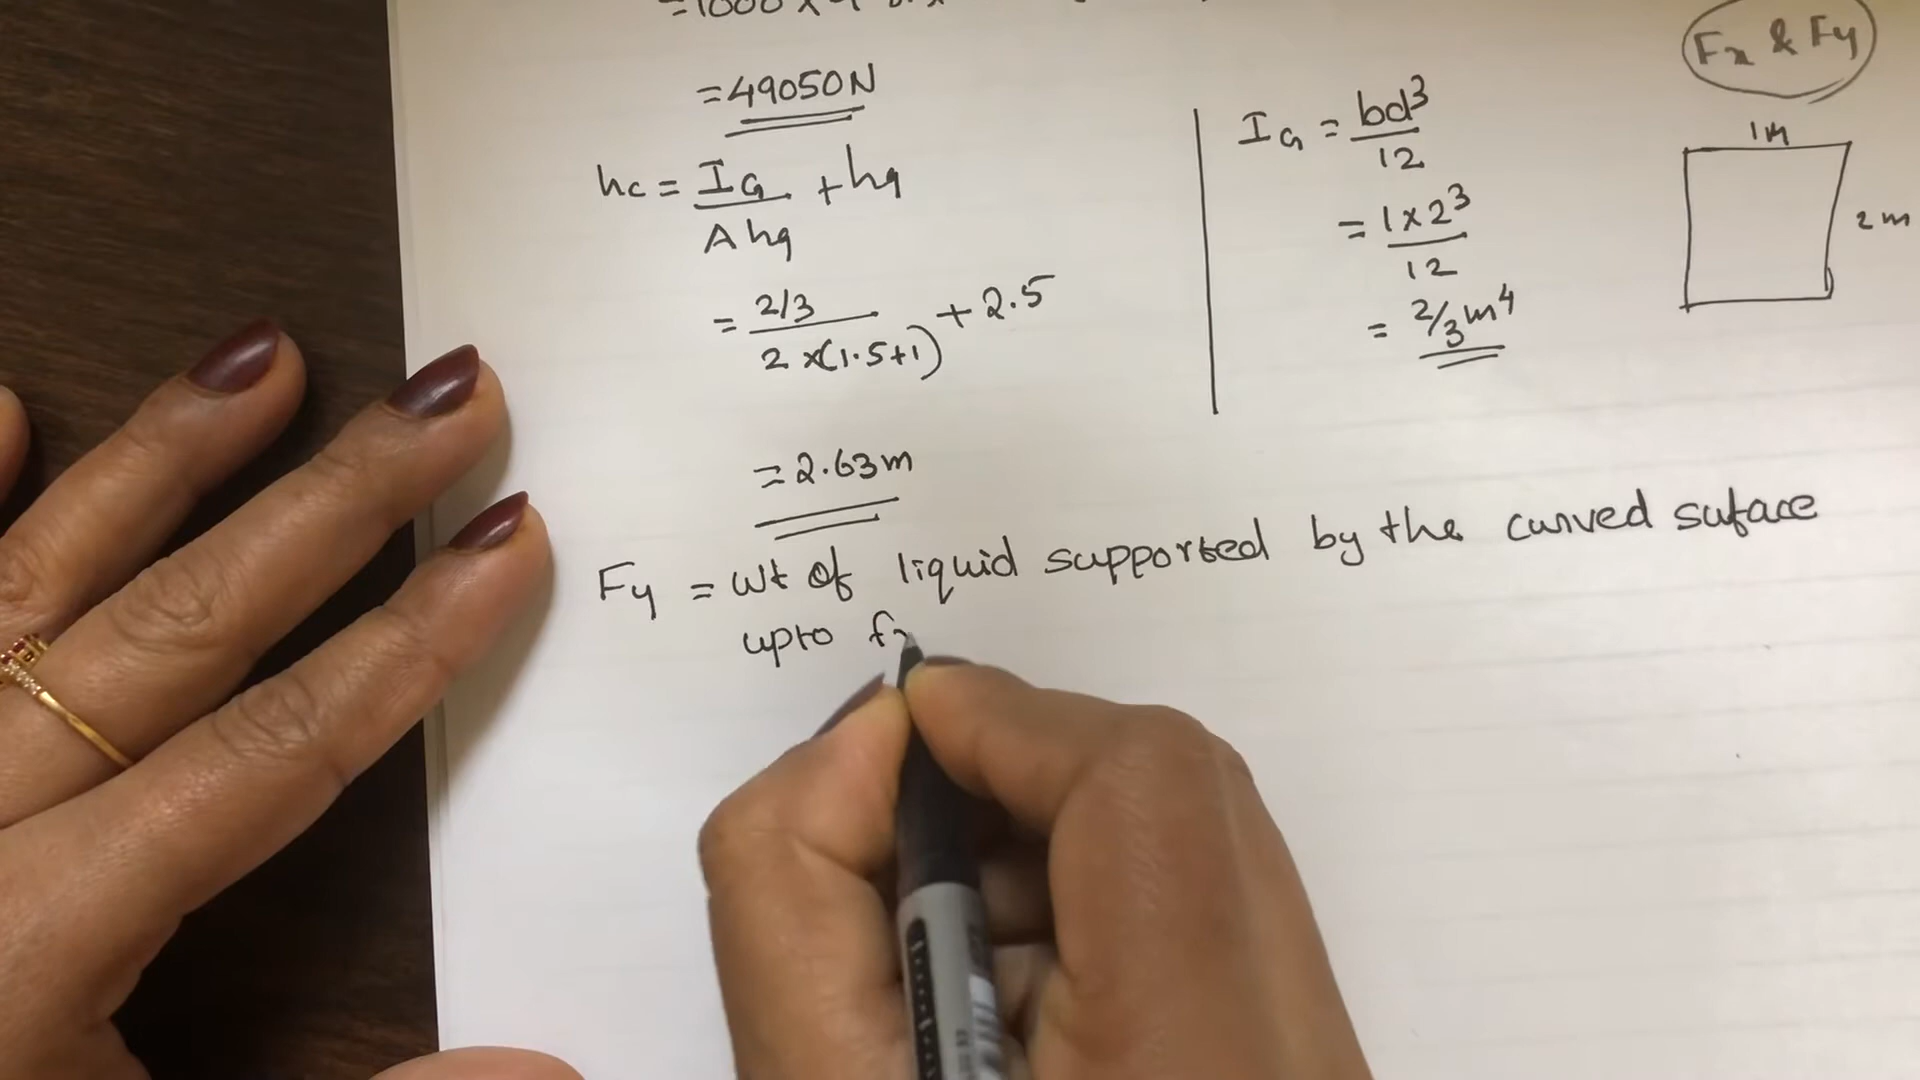 =1000 x
= 49050N
hc = IG / Ahg + hg
= 2/3 / 2 x(1.5+1) + 2.5
= 2.63m
IG = bd³ / 12
= 1 x 2³ / 12
= 2/3 m⁴
Fx & Fy
1m
2m
Fy = wt of liquid supported by the curved suface
upto